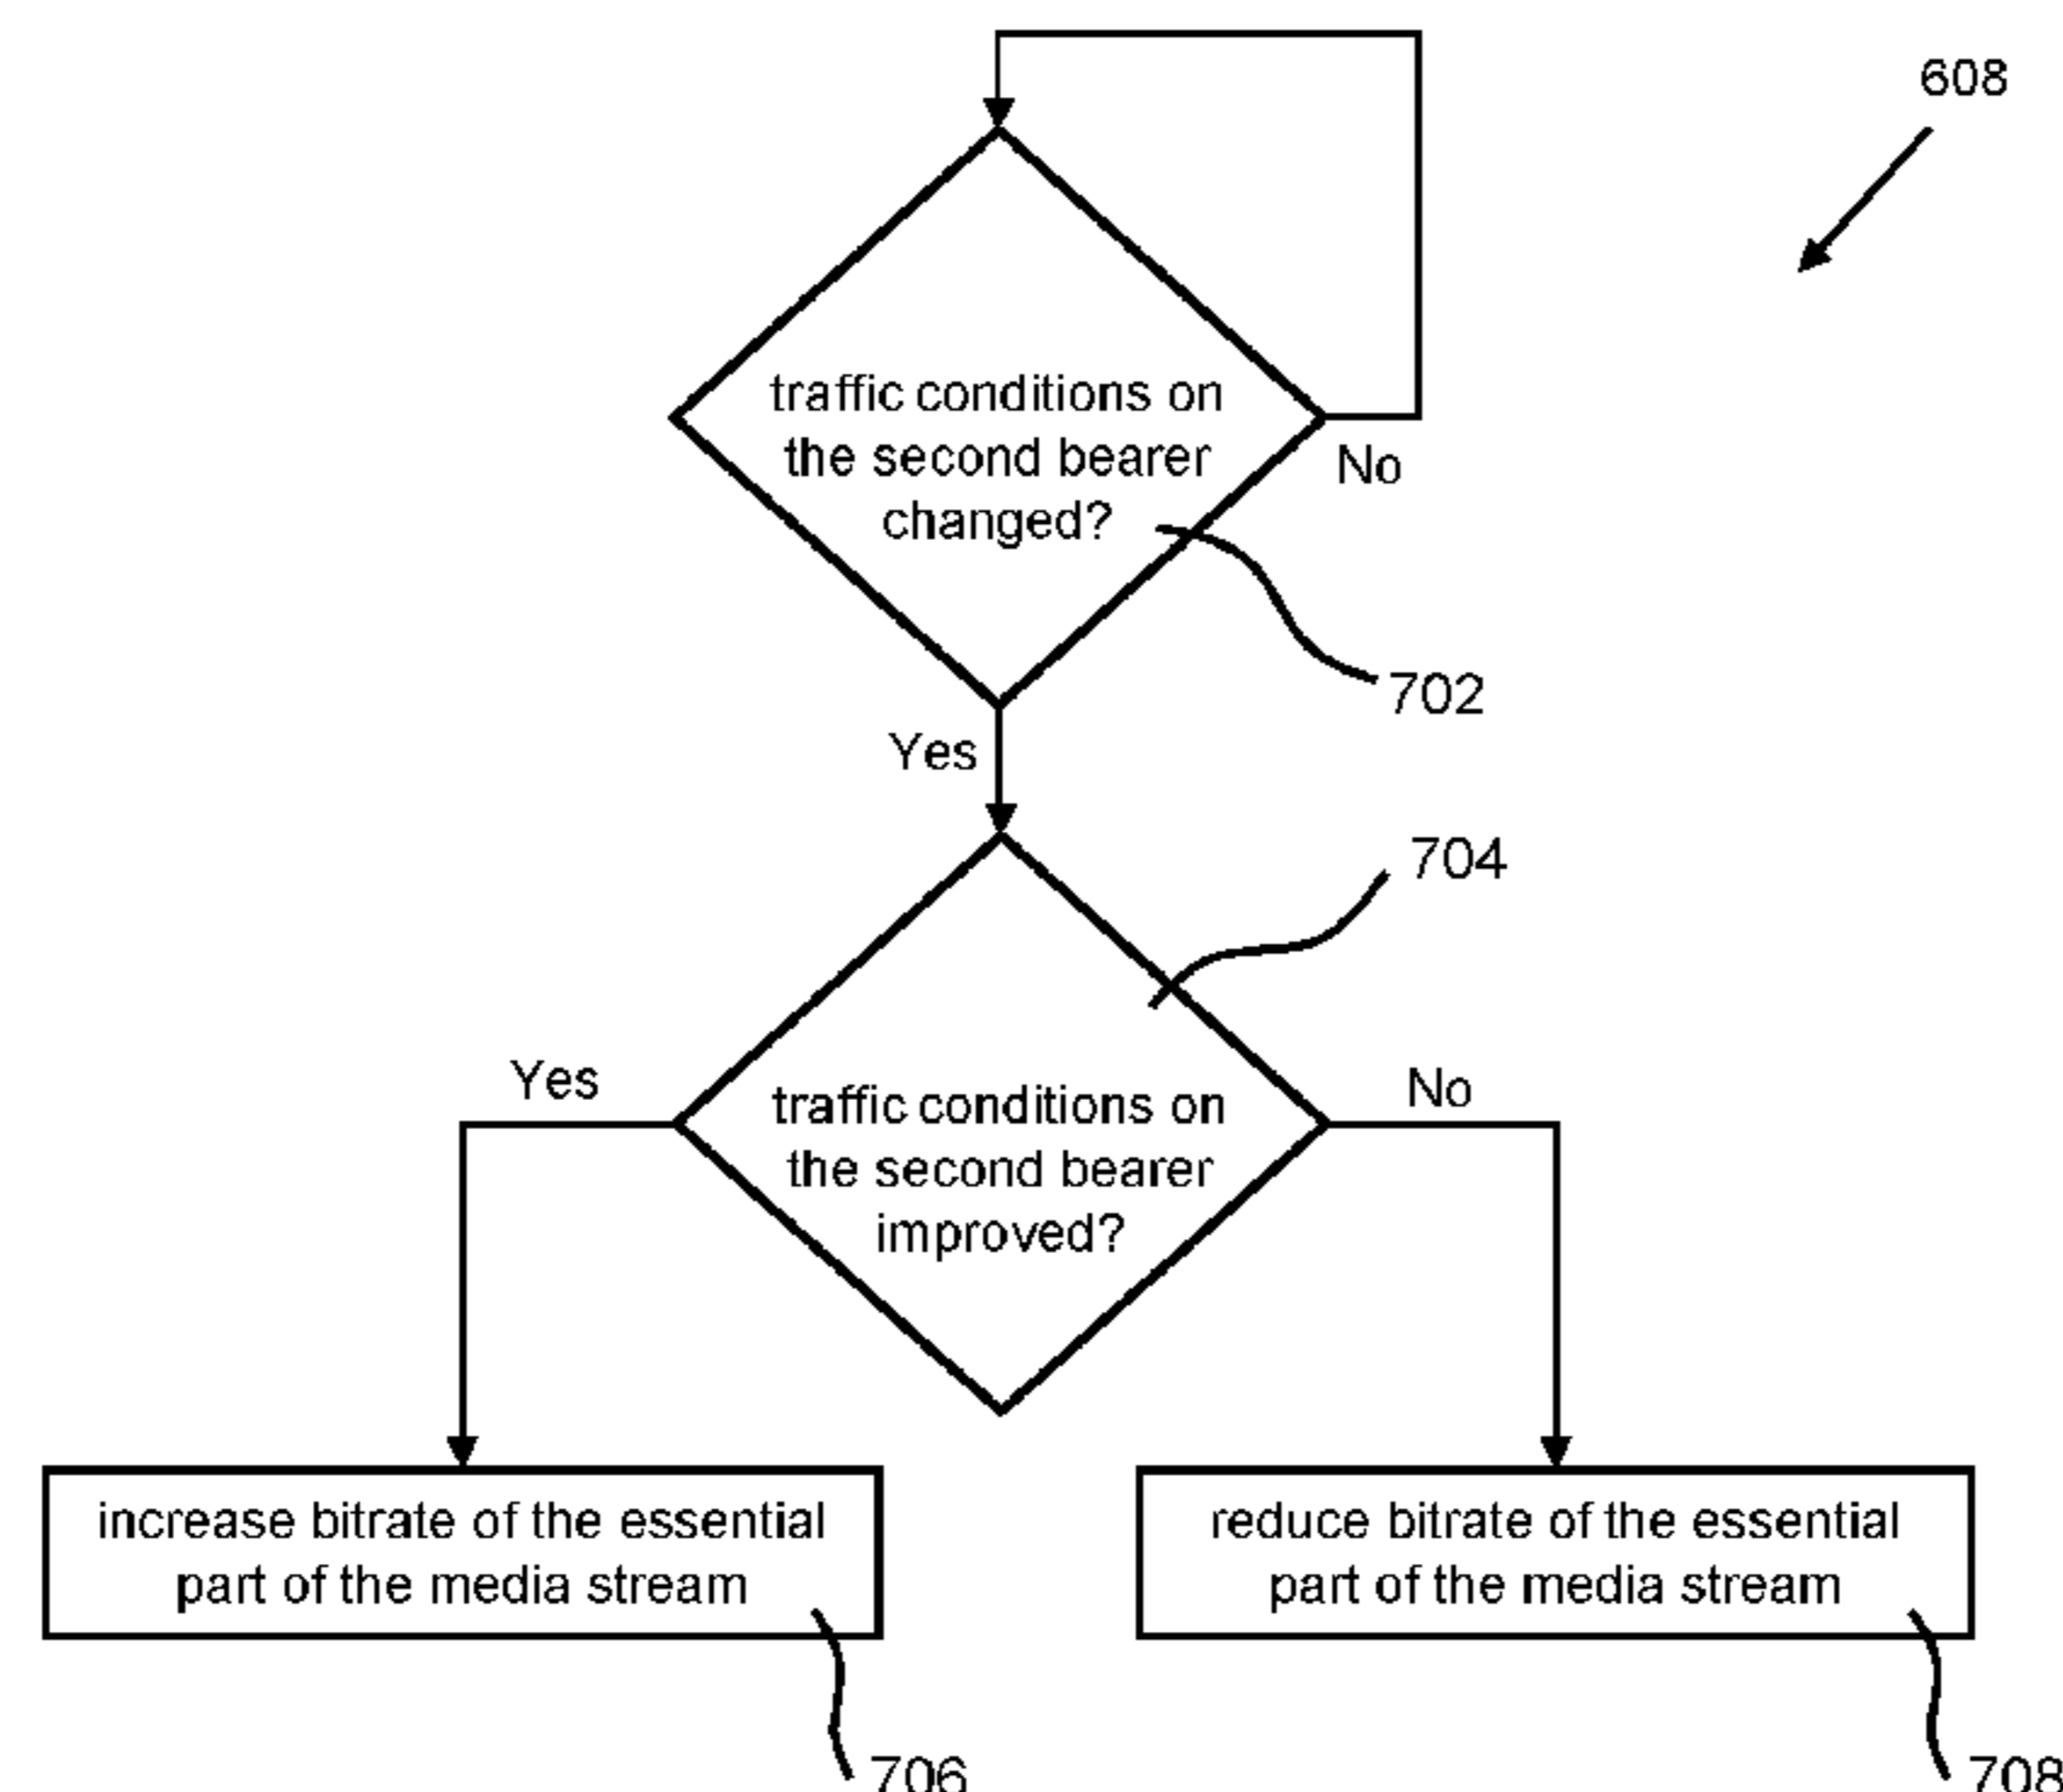 608
traffic conditions on
the second bearer
changed?
No
702
Yes
704
Yes
No
traffic conditions on
the second bearer
improved?
increase bitrate of the essential
part of the media stream
reduce bitrate of the essential
part of the media stream
706
708